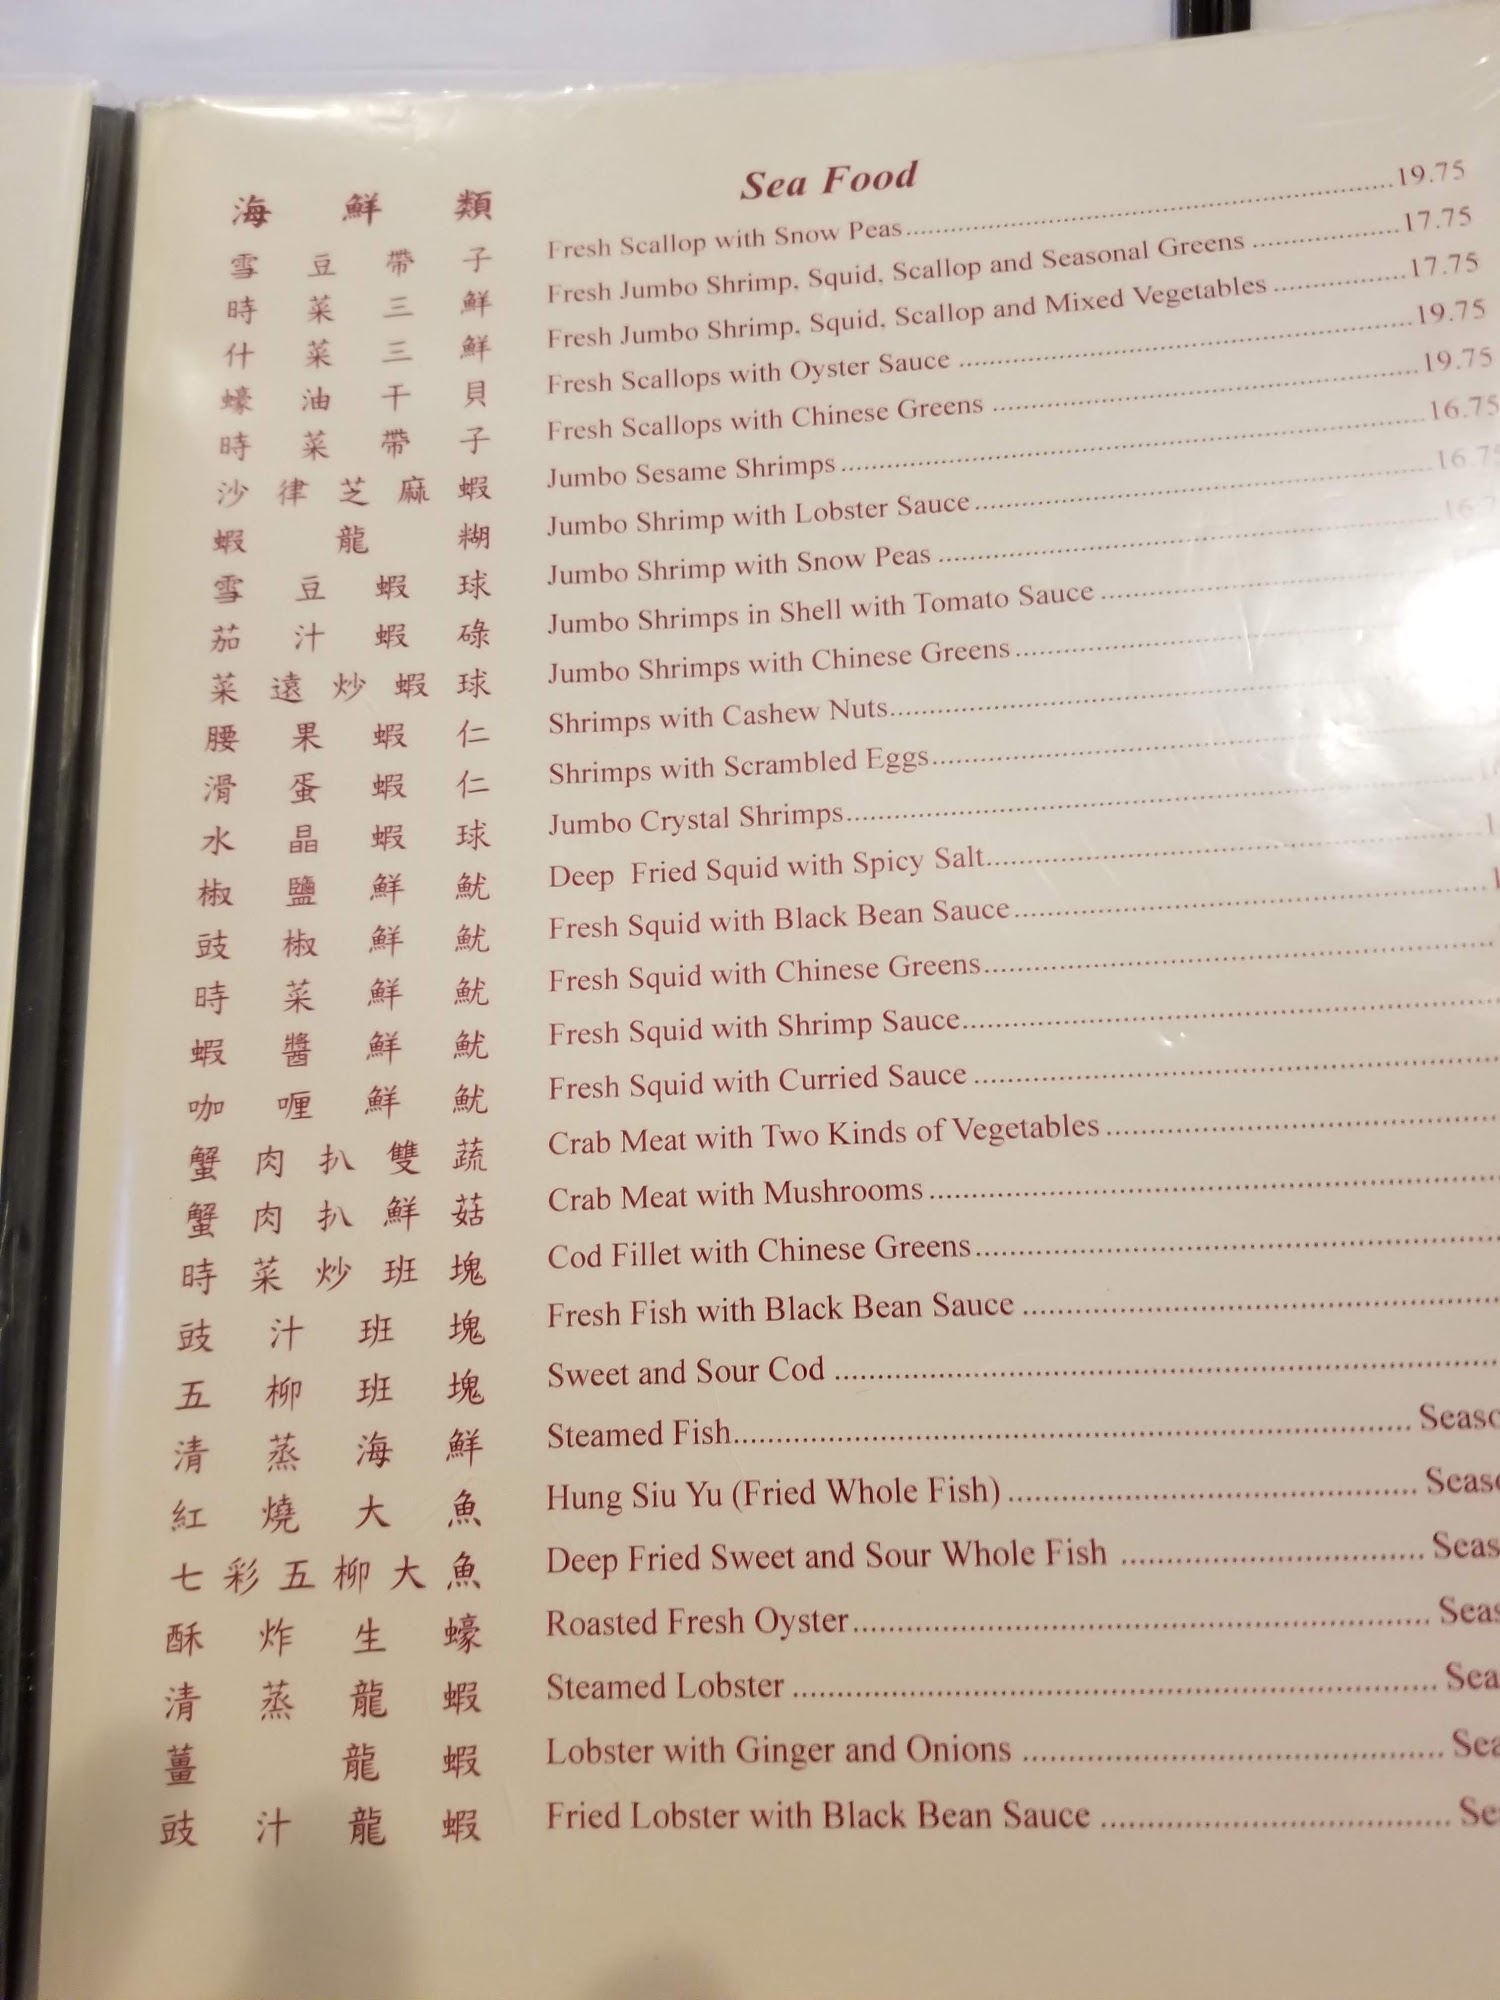 海鮮類 Sea Food
雪豆帶子 Fresh Scallop with Snow Peas 19.75
時菜三鮮 Fresh Jumbo Shrimp, Squid, Scallop and Seasonal Greens 17.75
什菜三鮮 Fresh Jumbo Shrimp, Squid, Scallop and Mixed Vegetables 17.75
蠔油干貝 Fresh Scallops with Oyster Sauce 19.75
時菜帶子 Fresh Scallops with Chinese Greens 19.75
沙律芝麻蝦 Jumbo Sesame Shrimps 16.75
蝦龍糊 Jumbo Shrimp with Lobster Sauce 16.75
雪豆蝦球 Jumbo Shrimp with Snow Peas
茄汁蝦碌 Jumbo Shrimps in Shell with Tomato Sauce
菜遠炒蝦球 Jumbo Shrimps with Chinese Greens
腰果蝦仁 Shrimps with Cashew Nuts
滑蛋蝦仁 Shrimps with Scrambled Eggs
水晶蝦球 Jumbo Crystal Shrimps
椒鹽鮮魷 Deep Fried Squid with Spicy Salt
豉椒鮮魷 Fresh Squid with Black Bean Sauce
時菜鮮魷 Fresh Squid with Chinese Greens
蝦醬鮮魷 Fresh Squid with Shrimp Sauce
咖喱鮮魷 Fresh Squid with Curried Sauce
蟹肉扒雙蔬 Crab Meat with Two Kinds of Vegetables
蟹肉扒鮮菇 Crab Meat with Mushrooms
時菜炒班塊 Cod Fillet with Chinese Greens
豉汁班塊 Fresh Fish with Black Bean Sauce
五柳班塊 Sweet and Sour Cod
清蒸海鮮 Steamed Fish Seaso
紅燒大魚 Hung Siu Yu (Fried Whole Fish) Seaso
七彩五柳大魚 Deep Fried Sweet and Sour Whole Fish Seas
酥炸生蠔 Roasted Fresh Oyster Seas
清蒸龍蝦 Steamed Lobster Sea
薑龍蝦 Lobster with Ginger and Onions Sea
豉汁龍蝦 Fried Lobster with Black Bean Sauce Se